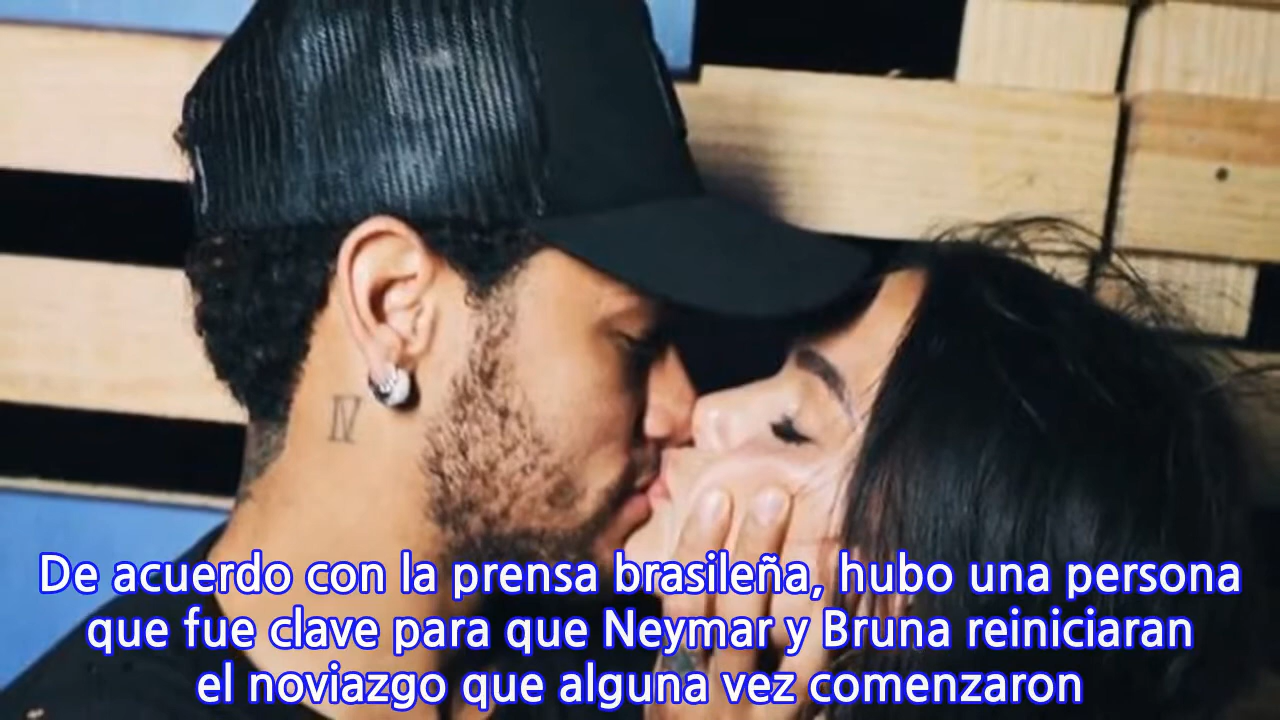 IV
De acuerdo con la prensa brasileña, hubo una persona
que fue clave para que Neymar y Bruna reiniciaran
el noviazgo que alguna vez comenzaron